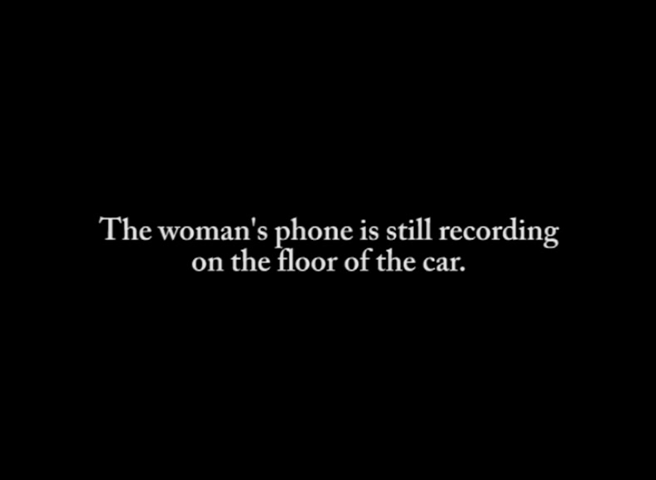 The woman's phone is still recording
on the floor of the car.